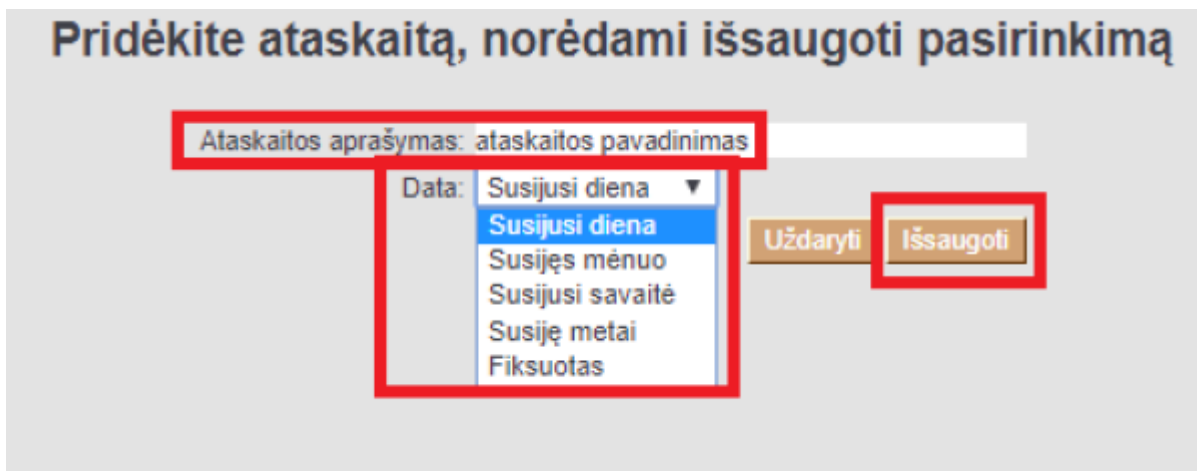 Pridėkite ataskaitą, norėdami išsaugoti pasirinkimą
Ataskaitos aprašymas: ataskaitos pavadinimas
Data: Susijusi diena ▼
Susijusi diena
Uždaryti Išsaugoti
Susijęs mėnuo
Susijusi savaitė
Susiję metai
Fiksuotas